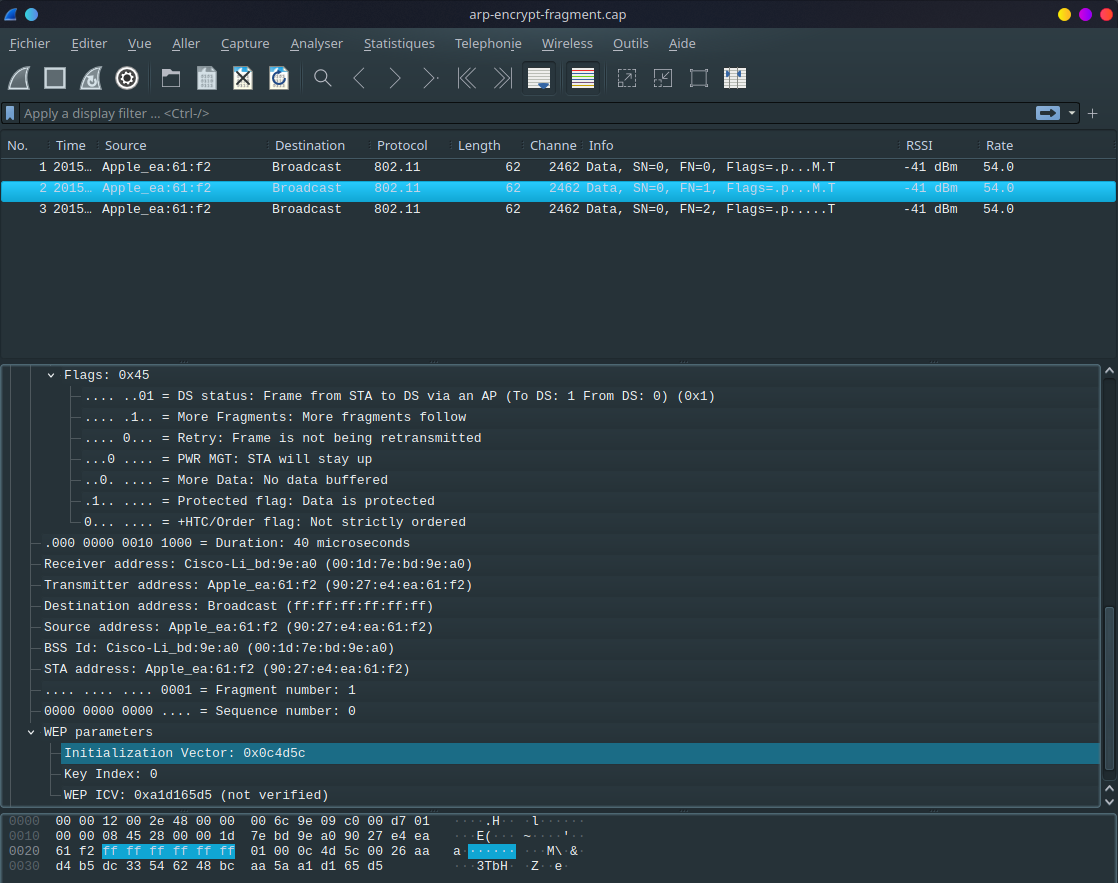 arp-encrypt-fragment.cap
Fichier Editer Vue Aller Capture Analyser Statistiques Telephonie Wireless Outils Aide
Apply a display filter ... <Ctrl-/>
No. Time Source Destination Protocol Length Channe Info RSSI Rate
1 2015… Apple_ea:61:f2 Broadcast 802.11 62 2462 Data, SN=0, FN=0, Flags=.p...M.T -41 dBm 54.0
2 2015… Apple_ea:61:f2 Broadcast 802.11 62 2462 Data, SN=0, FN=1, Flags=.p...M.T -41 dBm 54.0
3 2015… Apple_ea:61:f2 Broadcast 802.11 62 2462 Data, SN=0, FN=2, Flags=.p.....T -41 dBm 54.0
Flags: 0x45
.... ..01 = DS status: Frame from STA to DS via an AP (To DS: 1 From DS: 0) (0x1)
.... .1.. = More Fragments: More fragments follow
.... 0... = Retry: Frame is not being retransmitted
...0 .... = PWR MGT: STA will stay up
..0. .... = More Data: No data buffered
.1.. .... = Protected flag: Data is protected
0... .... = +HTC/Order flag: Not strictly ordered
.000 0000 0010 1000 = Duration: 40 microseconds
Receiver address: Cisco-Li_bd:9e:a0 (00:1d:7e:bd:9e:a0)
Transmitter address: Apple_ea:61:f2 (90:27:e4:ea:61:f2)
Destination address: Broadcast (ff:ff:ff:ff:ff:ff)
Source address: Apple_ea:61:f2 (90:27:e4:ea:61:f2)
BSS Id: Cisco-Li_bd:9e:a0 (00:1d:7e:bd:9e:a0)
STA address: Apple_ea:61:f2 (90:27:e4:ea:61:f2)
.... .... .... 0001 = Fragment number: 1
0000 0000 0000 .... = Sequence number: 0
WEP parameters
Initialization Vector: 0x0c4d5c
Key Index: 0
WEP ICV: 0xa1d165d5 (not verified)
0000 00 00 12 00 2e 48 00 00 00 6c 9e 09 c0 00 d7 01 ····.H·· ·l······
0010 00 00 08 45 28 00 00 1d 7e bd 9e a0 90 27 e4 ea ···E(··· ~····'··
0020 61 f2 ff ff ff ff ff ff 01 00 0c 4d 5c 00 26 aa a······· ···M\·&·
0030 d4 b5 dc 33 54 62 48 bc aa 5a a1 d1 65 d5 ···3TbH· ·Z··e·